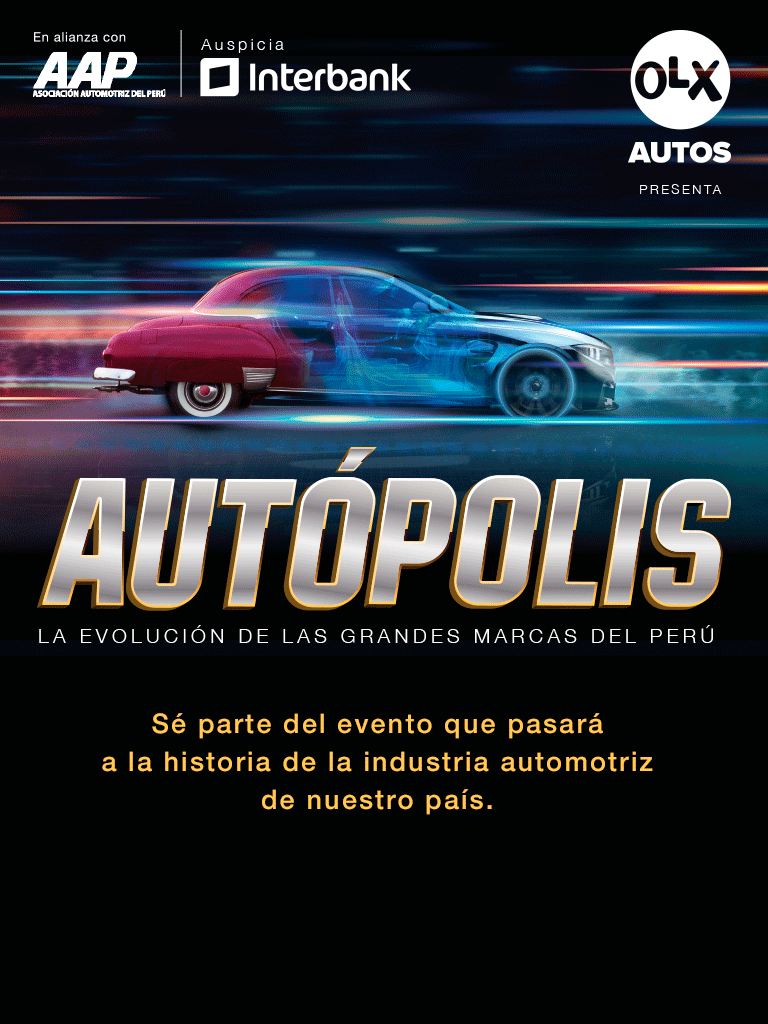 En alianza con
AAP
ASOCIACIÓN AUTOMOTRIZ DEL PERÚ
Auspicia
Interbank
OLX
AUTOS
PRESENTA
AUTÓPOLIS
LA EVOLUCIÓN DE LAS GRANDES MARCAS DEL PERÚ
Sé parte del evento que pasará
a la historia de la industria automotriz
de nuestro país.